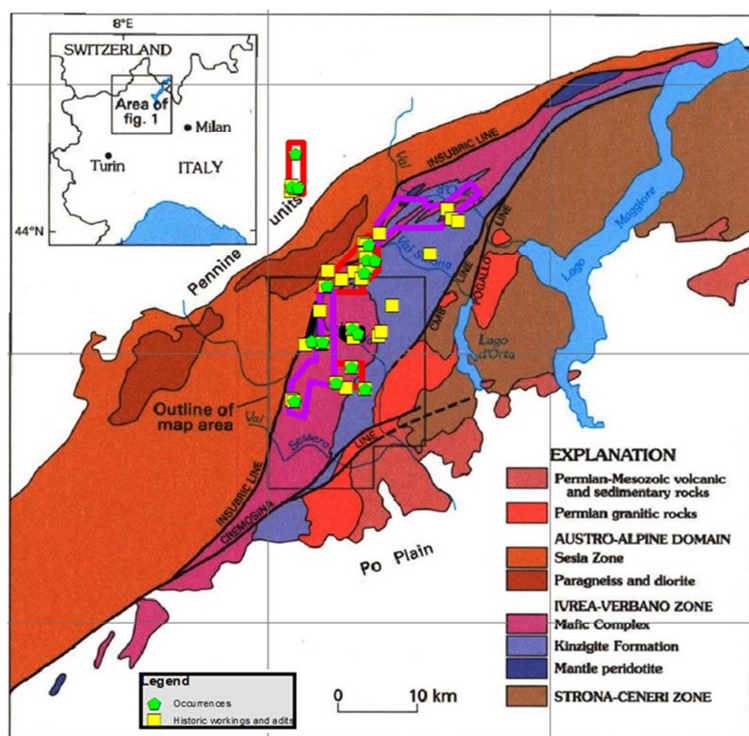 8°E
SWITZERLAND
Area of
fig. 1
Milan
Turin
ITALY
44°N
Pennine units
INSUBRIC LINE
Val
d'O
Val Strona
CMB LINE
POGALLO LINE
Lago Maggiore
Lago
d'Orta
Outline of
map area
Val
Sessera
INSUBRIC LINE
CREMOSINA LINE
Po Plain
EXPLANATION
Permian-Mesozoic volcanic
and sedimentary rocks
Permian granitic rocks
AUSTRO-ALPINE DOMAIN
Sesia Zone
Paragneiss and diorite
IVREA-VERBANO ZONE
Mafic Complex
Kinzigite Formation
Mantle peridotite
STRONA-CENERI ZONE
Legend
Occurrences
Historic workings and adits
0 10 km